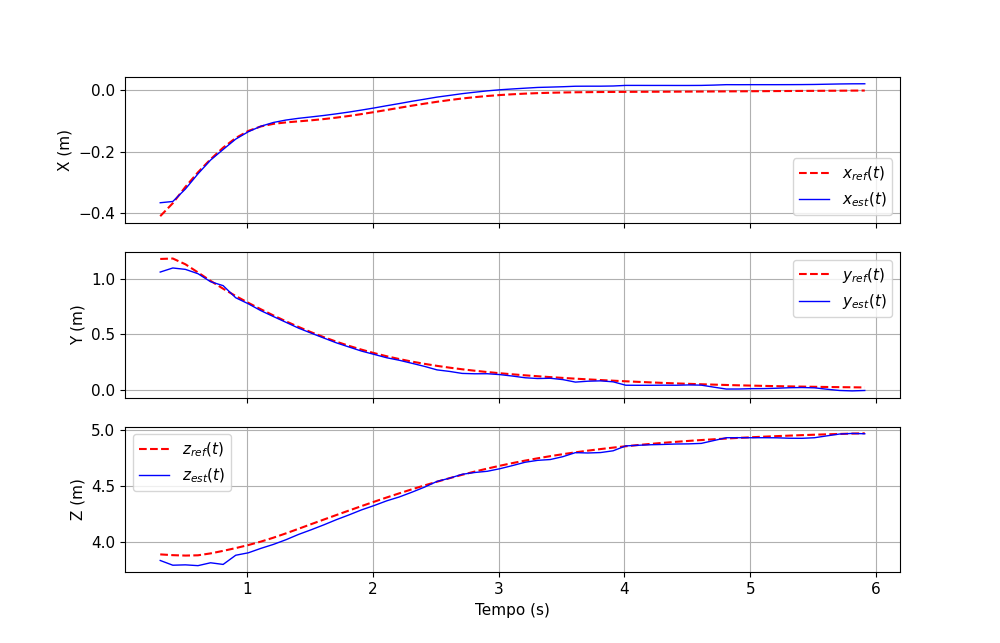 0.0
−0.2
−0.4
X (m)
x_ref(t)
x_est(t)
1.0
0.5
0.0
Y (m)
y_ref(t)
y_est(t)
5.0
4.5
4.0
Z (m)
z_ref(t)
z_est(t)
1 2 3 4 5 6
Tempo (s)